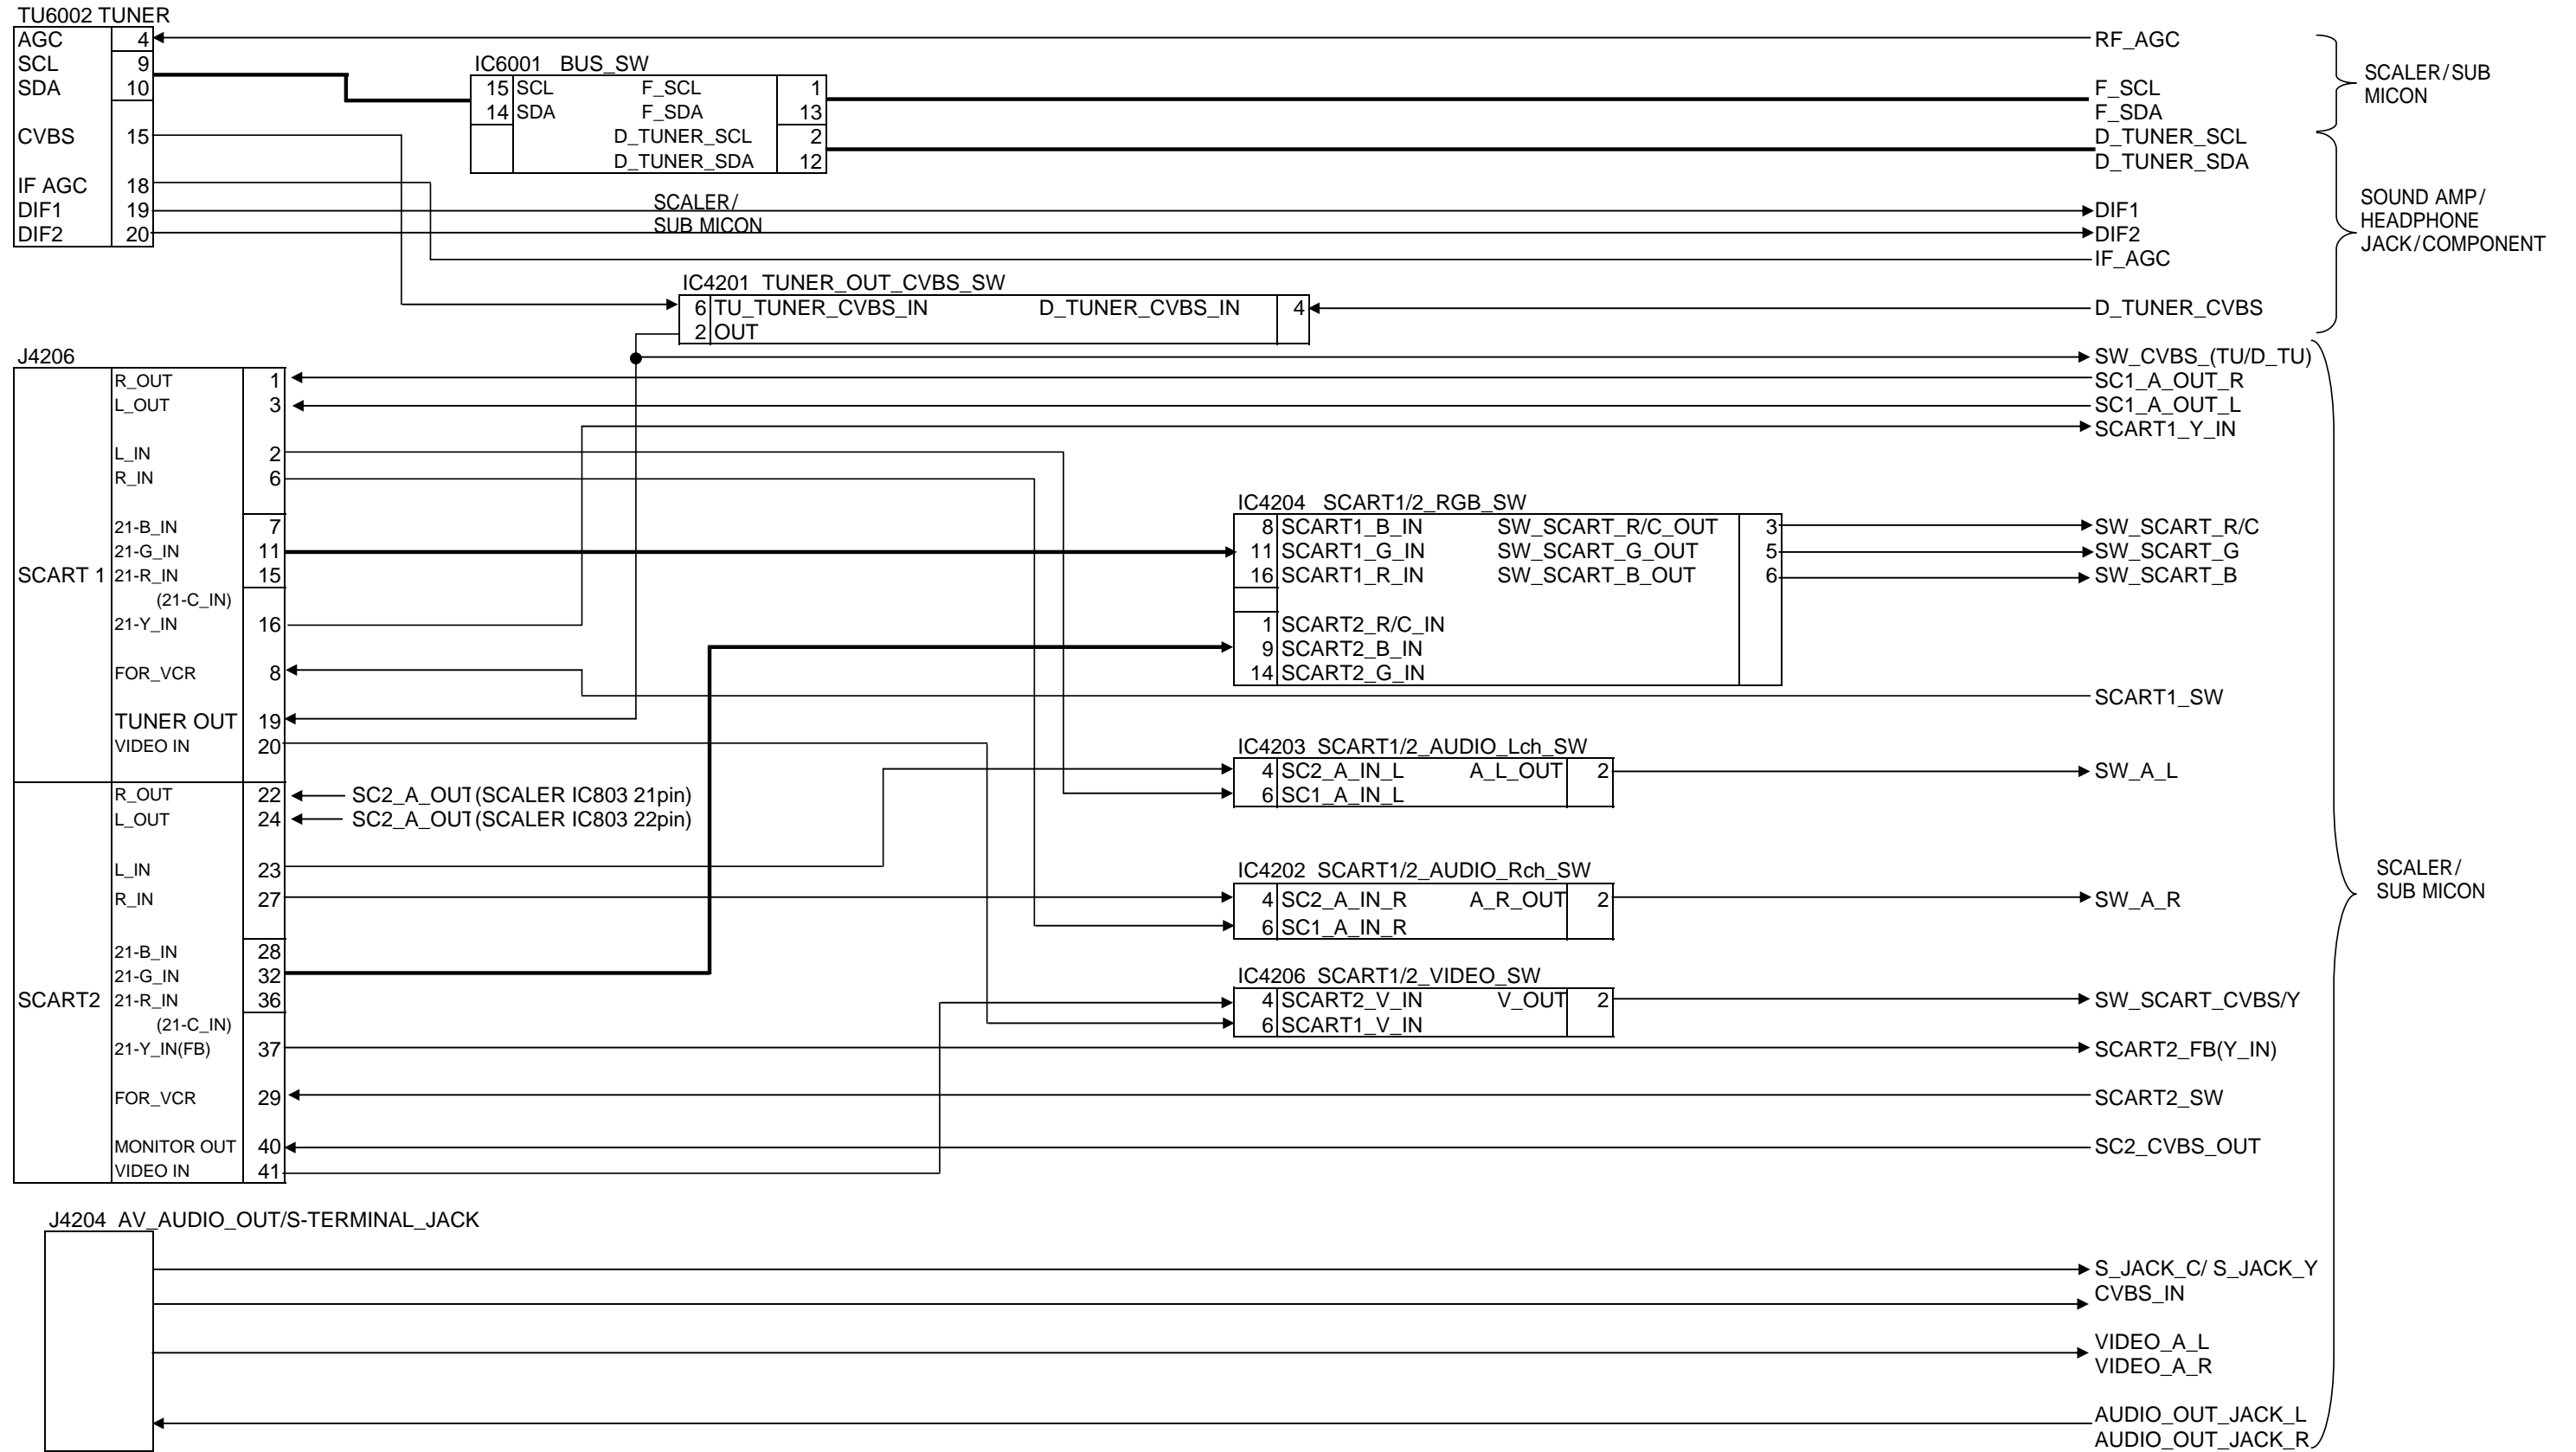 TU6002 TUNER
AGC 4
SCL 9
SDA 10
CVBS 15
IF AGC 18
DIF1 19
DIF2 20
IC6001 BUS_SW
15 SCL F_SCL 1
14 SDA F_SDA 13
D_TUNER_SCL 2
D_TUNER_SDA 12
SCALER/
SUB MICON
RF_AGC
F_SCL
F_SDA
D_TUNER_SCL
D_TUNER_SDA
DIF1
DIF2
IF_AGC
D_TUNER_CVBS
SCALER/SUB
MICON
SOUND AMP/
HEADPHONE
JACK/COMPONENT
IC4201 TUNER_OUT_CVBS_SW
6 TU_TUNER_CVBS_IN D_TUNER_CVBS_IN 4
2 OUT
J4206
SCART 1
R_OUT 1
L_OUT 3
L_IN 2
R_IN 6
21-B_IN 7
21-G_IN 11
21-R_IN 15
(21-C_IN)
21-Y_IN 16
FOR_VCR 8
TUNER OUT 19
VIDEO IN 20
SCART2
R_OUT 22 SC2_A_OUT(SCALER IC803 21pin)
L_OUT 24 SC2_A_OUT(SCALER IC803 22pin)
L_IN 23
R_IN 27
21-B_IN 28
21-G_IN 32
21-R_IN 36
(21-C_IN)
21-Y_IN(FB) 37
FOR_VCR 29
MONITOR OUT 40
VIDEO IN 41
IC4204 SCART1/2_RGB_SW
8 SCART1_B_IN SW_SCART_R/C_OUT 3
11 SCART1_G_IN SW_SCART_G_OUT 5
16 SCART1_R_IN SW_SCART_B_OUT 6
1 SCART2_R/C_IN
9 SCART2_B_IN
14 SCART2_G_IN
IC4203 SCART1/2_AUDIO_Lch_SW
4 SC2_A_IN_L A_L_OUT 2
6 SC1_A_IN_L
IC4202 SCART1/2_AUDIO_Rch_SW
4 SC2_A_IN_R A_R_OUT 2
6 SC1_A_IN_R
IC4206 SCART1/2_VIDEO_SW
4 SCART2_V_IN V_OUT 2
6 SCART1_V_IN
SW_CVBS_(TU/D_TU)
SC1_A_OUT_R
SC1_A_OUT_L
SCART1_Y_IN
SW_SCART_R/C
SW_SCART_G
SW_SCART_B
SCART1_SW
SW_A_L
SW_A_R
SW_SCART_CVBS/Y
SCART2_FB(Y_IN)
SCART2_SW
SC2_CVBS_OUT
SCALER/
SUB MICON
J4204 AV_AUDIO_OUT/S-TERMINAL_JACK
S_JACK_C/ S_JACK_Y
CVBS_IN
VIDEO_A_L
VIDEO_A_R
AUDIO_OUT_JACK_L
AUDIO_OUT_JACK_R